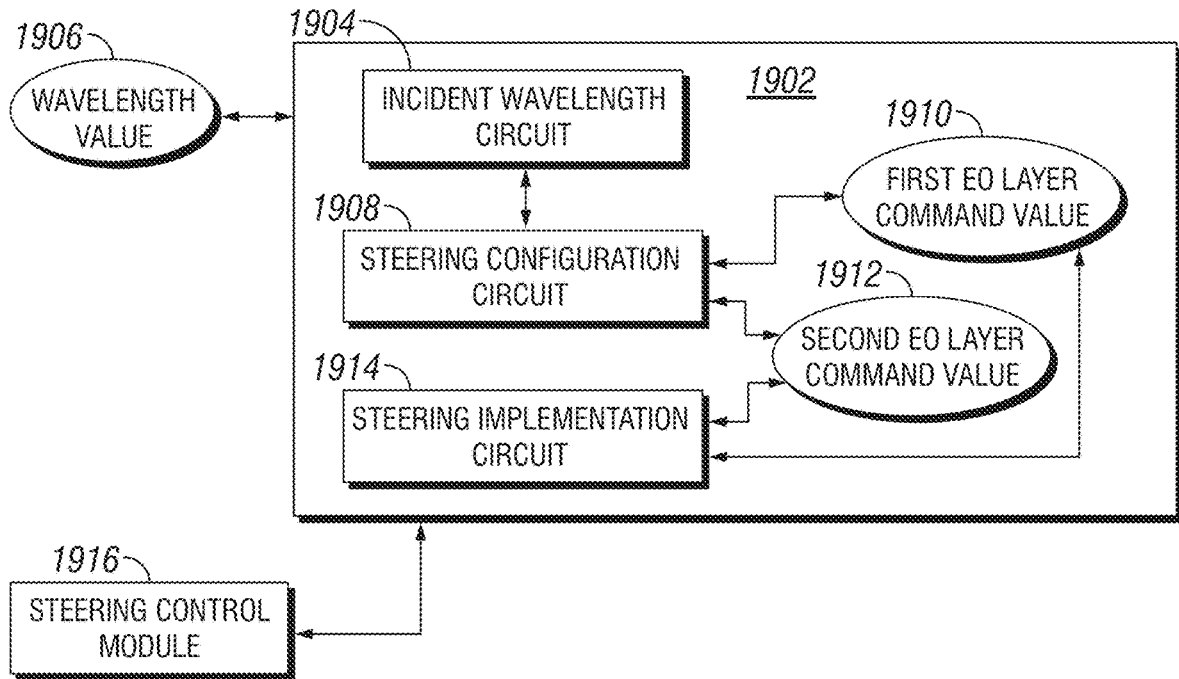 1906
WAVELENGTH
VALUE
1904
INCIDENT WAVELENGTH
CIRCUIT
1902
1910
FIRST EO LAYER
COMMAND VALUE
1908
STEERING CONFIGURATION
CIRCUIT
1912
SECOND EO LAYER
COMMAND VALUE
1914
STEERING IMPLEMENTATION
CIRCUIT
1916
STEERING CONTROL
MODULE